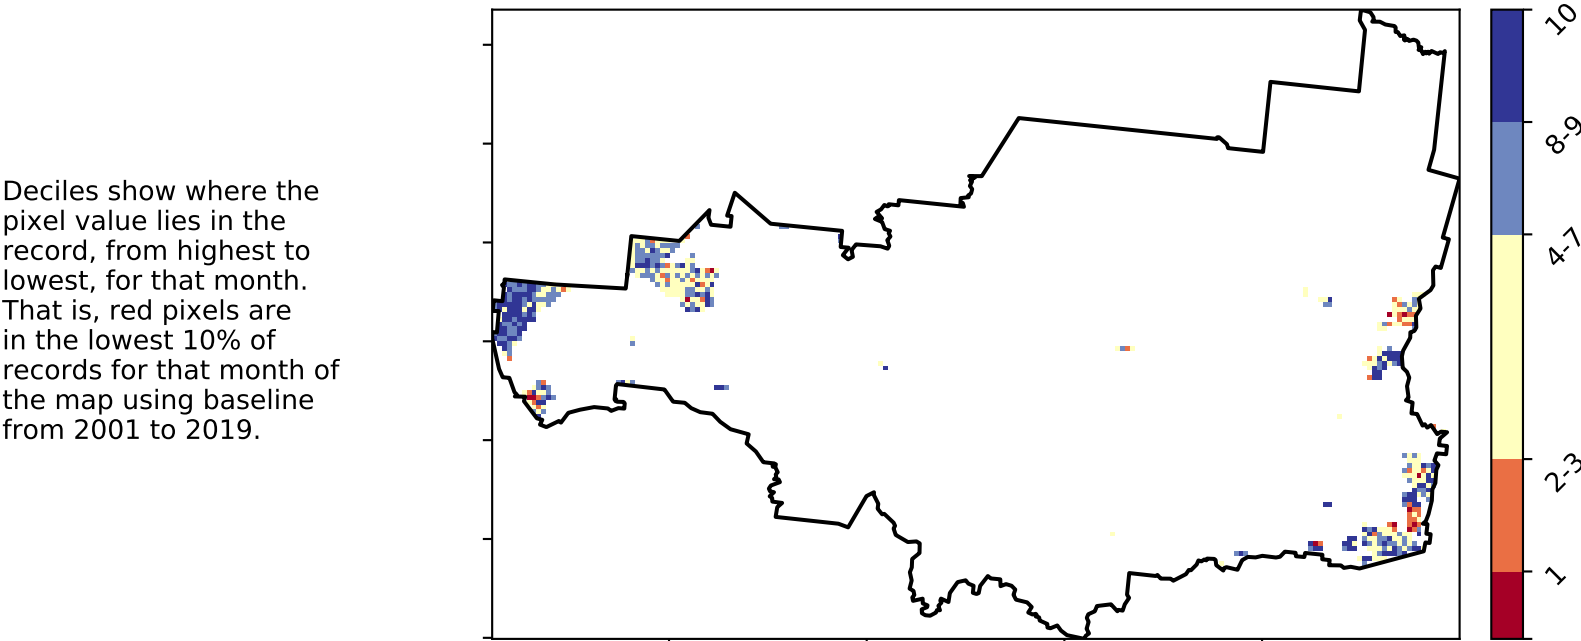 Deciles show where the
pixel value lies in the
record, from highest to
lowest, for that month.
That is, red pixels are
in the lowest 10% of
records for that month of
the map using baseline
from 2001 to 2019.
10
8-9
4-7
2-3
1